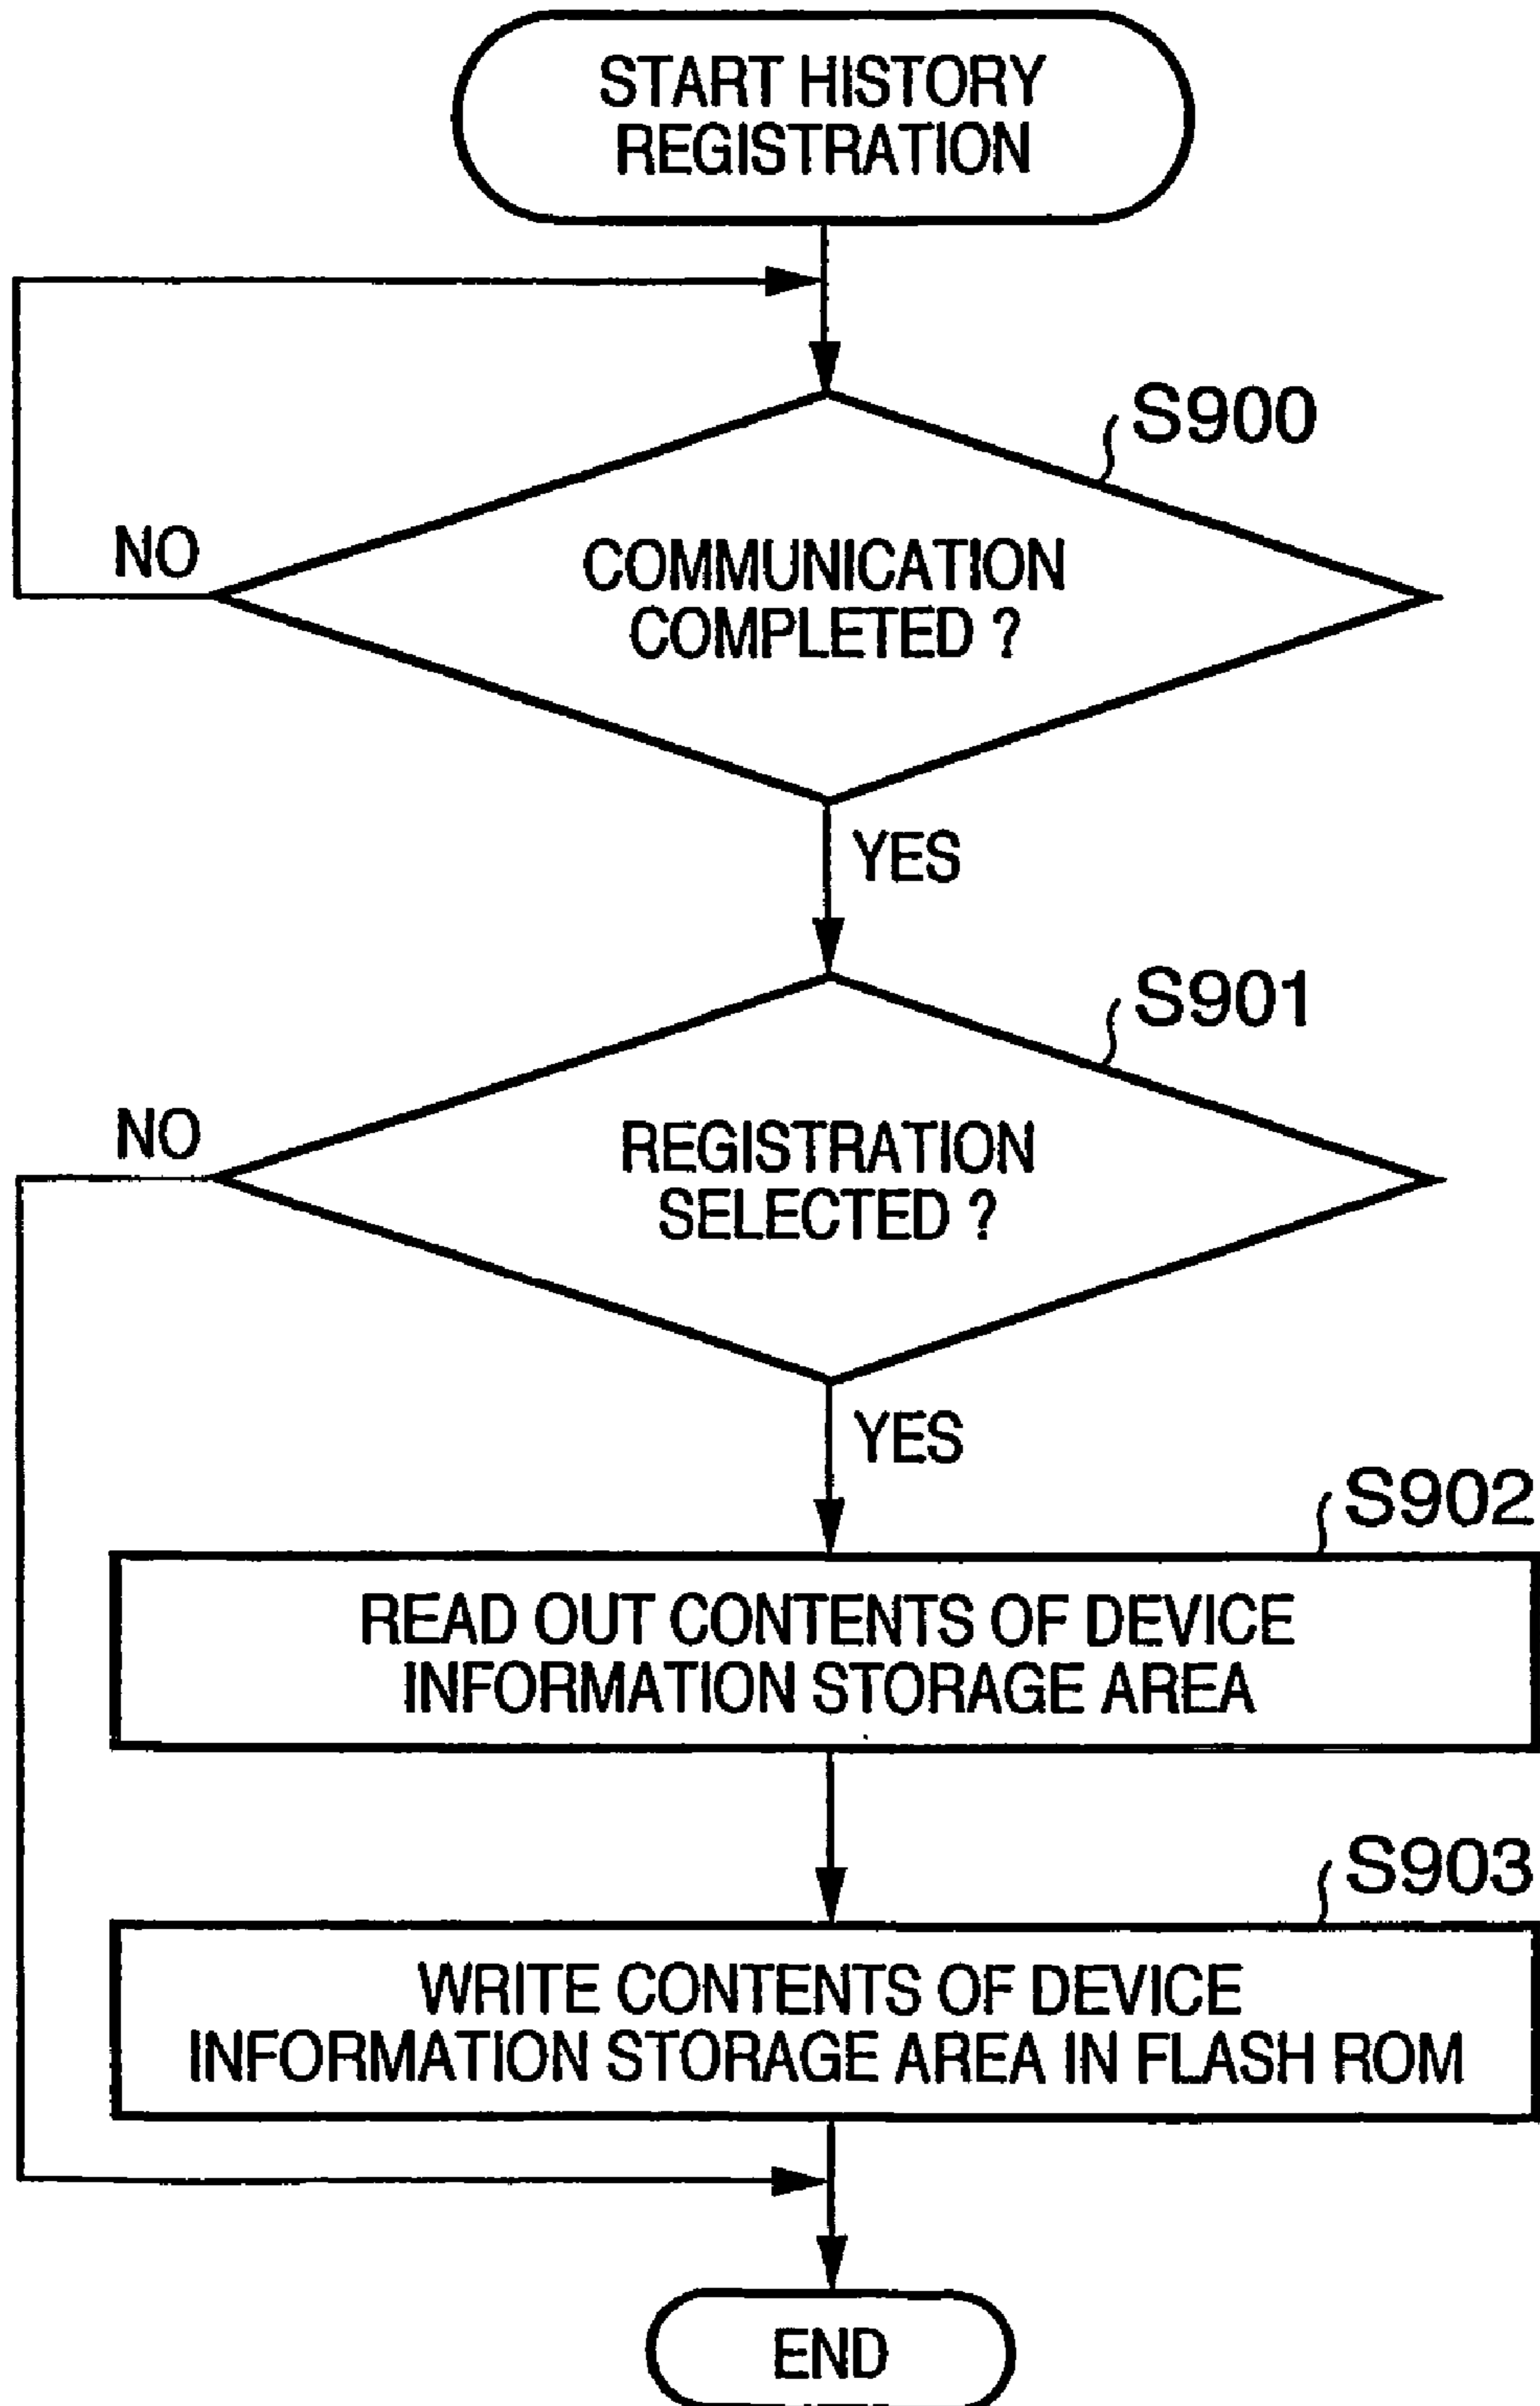 START HISTORY
REGISTRATION
S900
NO
COMMUNICATION
COMPLETED ?
YES
S901
NO
REGISTRATION
SELECTED ?
YES
S902
READ OUT CONTENTS OF DEVICE
INFORMATION STORAGE AREA
S903
WRITE CONTENTS OF DEVICE
INFORMATION STORAGE AREA IN FLASH ROM
END